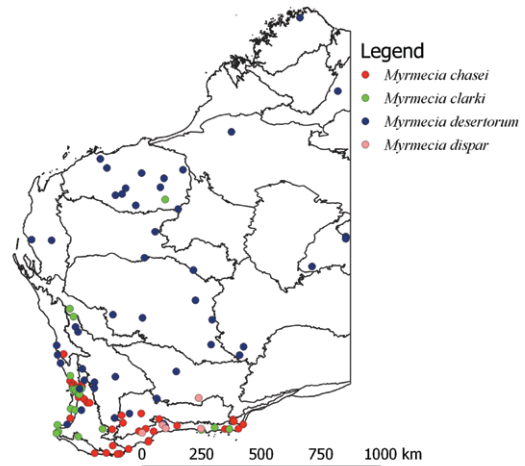 Legend
Myrmecia chasei
Myrmecia clarki
Myrmecia desertorum
Myrmecia dispar
0 250 500 750 1000 km